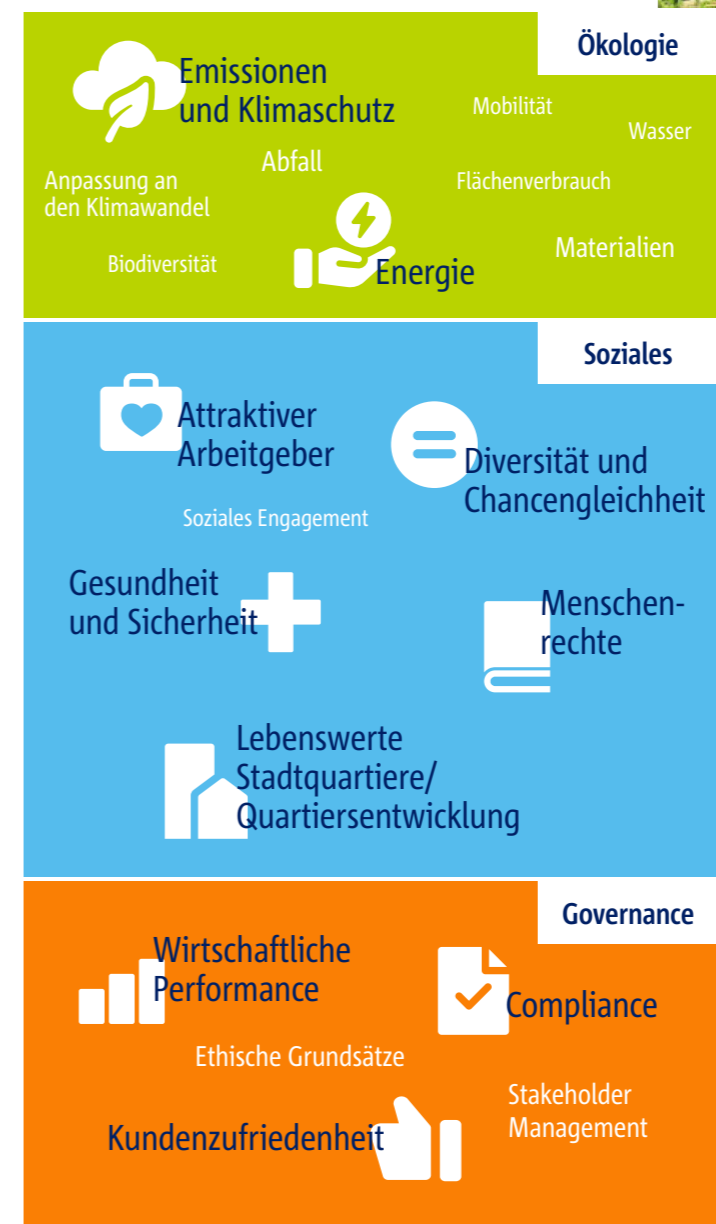 Ökologie
Emissionen
und Klimaschutz
Mobilität
Wasser
Abfall
Anpassung an
den Klimawandel
Flächenverbrauch
Materialien
Biodiversität
Energie
Soziales
Attraktiver
Arbeitgeber
Diversität und
Chancengleichheit
Soziales Engagement
Gesundheit
und Sicherheit
Menschen-
rechte
Lebenswerte
Stadtquartiere/
Quartiersentwicklung
Governance
Wirtschaftliche
Performance
Compliance
Ethische Grundsätze
Stakeholder
Management
Kundenzufriedenheit